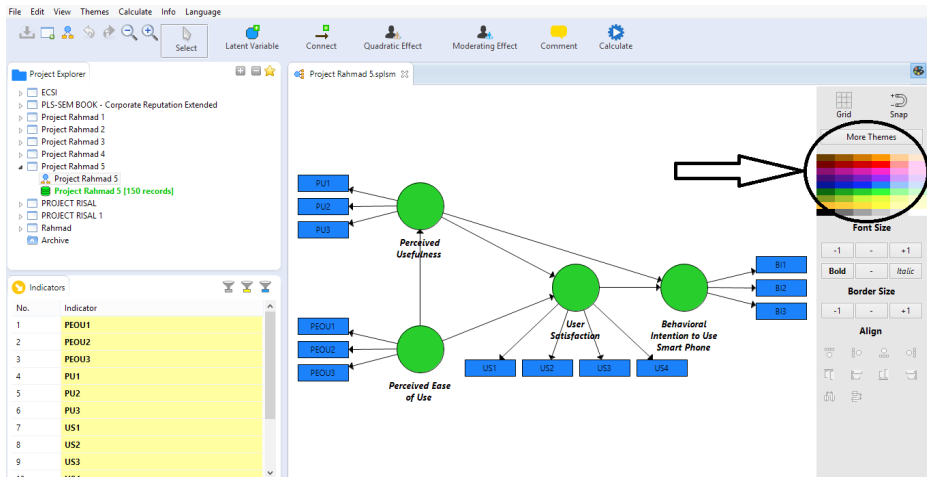 File Edit View Themes Calculate Info Language
Select Latent Variable Connect Quadratic Effect Moderating Effect Comment Calculate
Project Explorer
ECSI
PLS-SEM BOOK - Corporate Reputation Extended
Project Rahmad 1
Project Rahmad 2
Project Rahmad 3
Project Rahmad 4
Project Rahmad 5
Project Rahmad 5
Project Rahmad 5 [150 records]
PROJECT RISAL
PROJECT RISAL 1
Rahmad
Archive
Indicators
No. Indicator
1 PEOU1
2 PEOU2
3 PEOU3
4 PU1
5 PU2
6 PU3
7 US1
8 US2
9 US3
Project Rahmad 5.splsm
PU1
PU2
PU3
Perceived
Usefulness
PEOU1
PEOU2
PEOU3
Perceived Ease
of Use
User
Satisfaction
US1 US2 US3 US4
Behavioral
Intention to Use
Smart Phone
BI1
BI2
BI3
Grid Snap
More Themes
Font Size
-1 - +1
Bold - Italic
Border Size
-1 - +1
Align